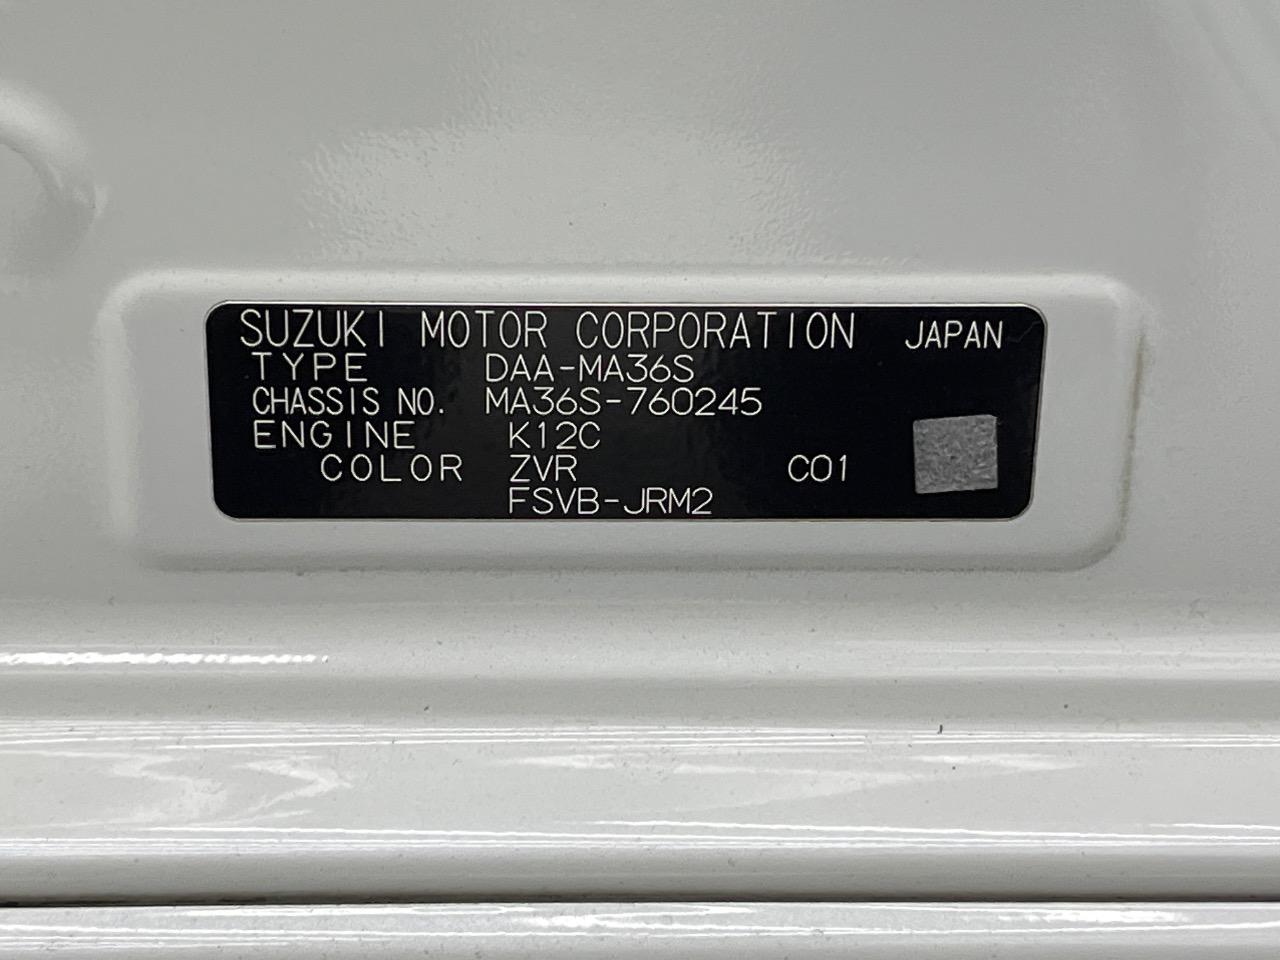 SUZUKI MOTOR CORPORATION JAPAN
TYPE DAA-MA36S
CHASSIS NO. MA36S-760245
ENGINE K12C
COLOR ZVR C01
FSVB-JRM2